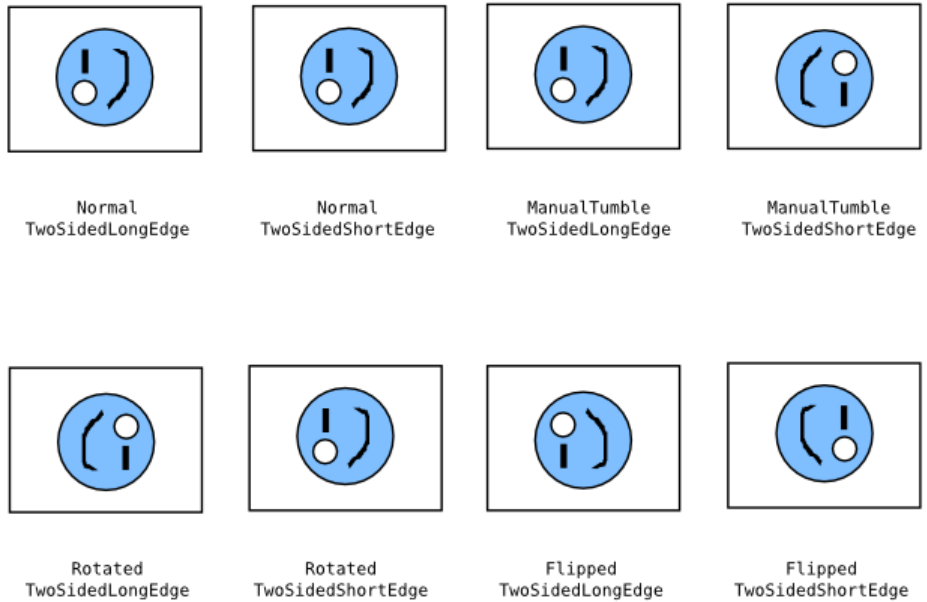 Normal
TwoSidedLongEdge
Normal
TwoSidedShortEdge
ManualTumble
TwoSidedLongEdge
ManualTumble
TwoSidedShortEdge
Rotated
TwoSidedLongEdge
Rotated
TwoSidedShortEdge
Flipped
TwoSidedLongEdge
Flipped
TwoSidedShortEdge